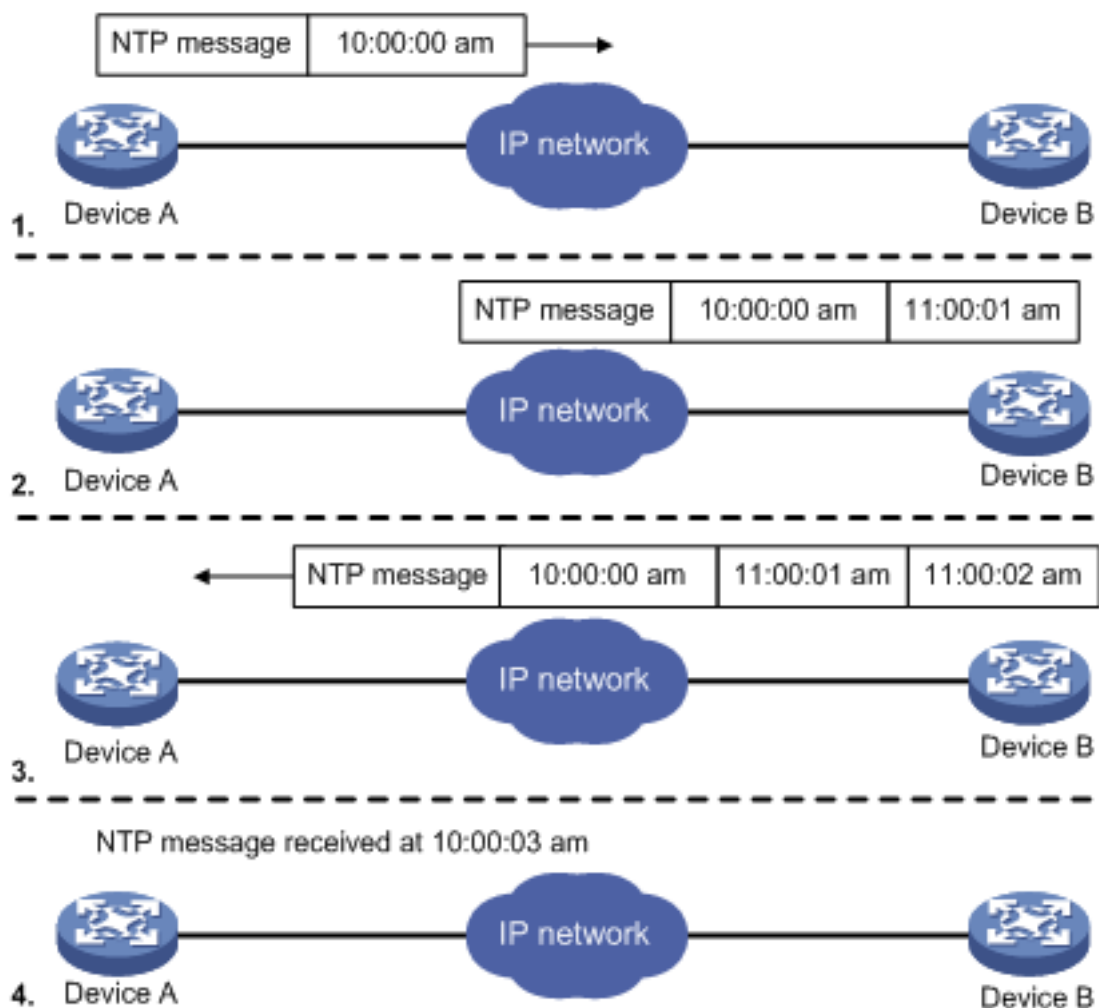 NTP message 10:00:00 am
IP network
Device A Device B
1.
NTP message 10:00:00 am 11:00:01 am
IP network
Device A Device B
2.
NTP message 10:00:00 am 11:00:01 am 11:00:02 am
IP network
Device A Device B
3.
NTP message received at 10:00:03 am
IP network
Device A Device B
4.